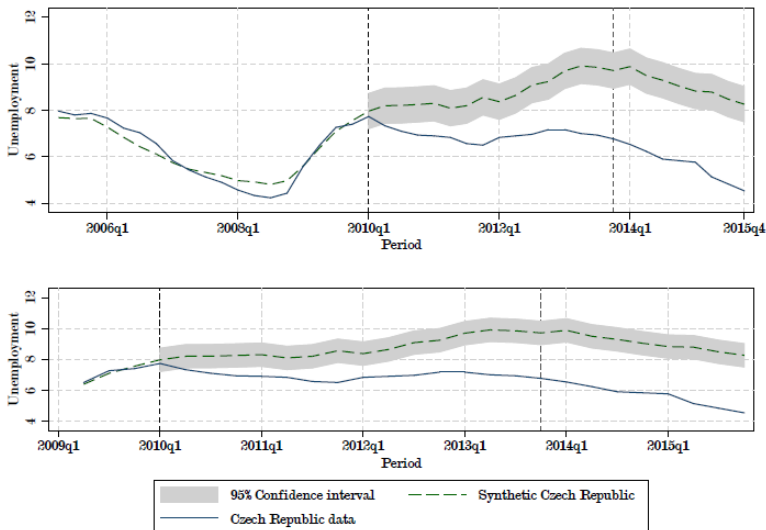 Unemployment
12
10
8
6
4
2006q1 2008q1 2010q1 2012q1 2014q1 2015q4
Period
Unemployment
12
10
8
6
4
2009q1 2010q1 2011q1 2012q1 2013q1 2014q1 2015q1
Period
95% Confidence interval Synthetic Czech Republic
Czech Republic data